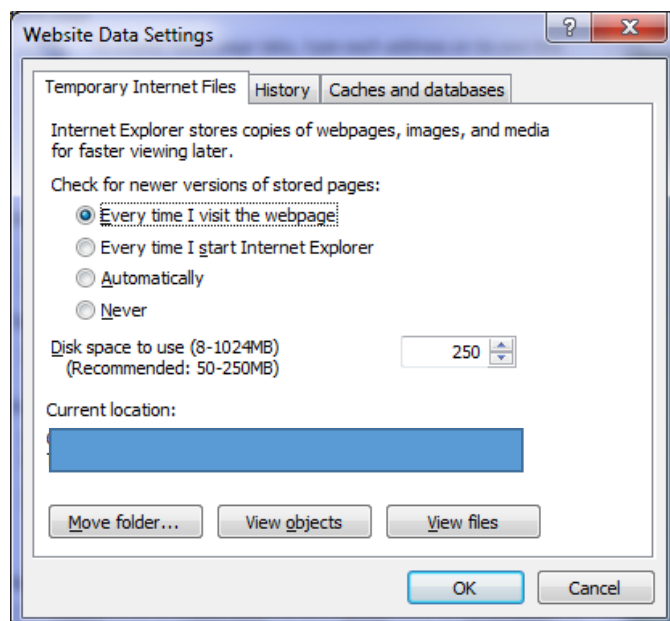 Website Data Settings
?
X
Temporary Internet Files
History
Caches and databases
Internet Explorer stores copies of webpages, images, and media
for faster viewing later.
Check for newer versions of stored pages:
Every time I visit the webpage
Every time I start Internet Explorer
Automatically
Never
Disk space to use (8-1024MB)
(Recommended: 50-250MB)
250
Current location:
Move folder...
View objects
View files
OK
Cancel